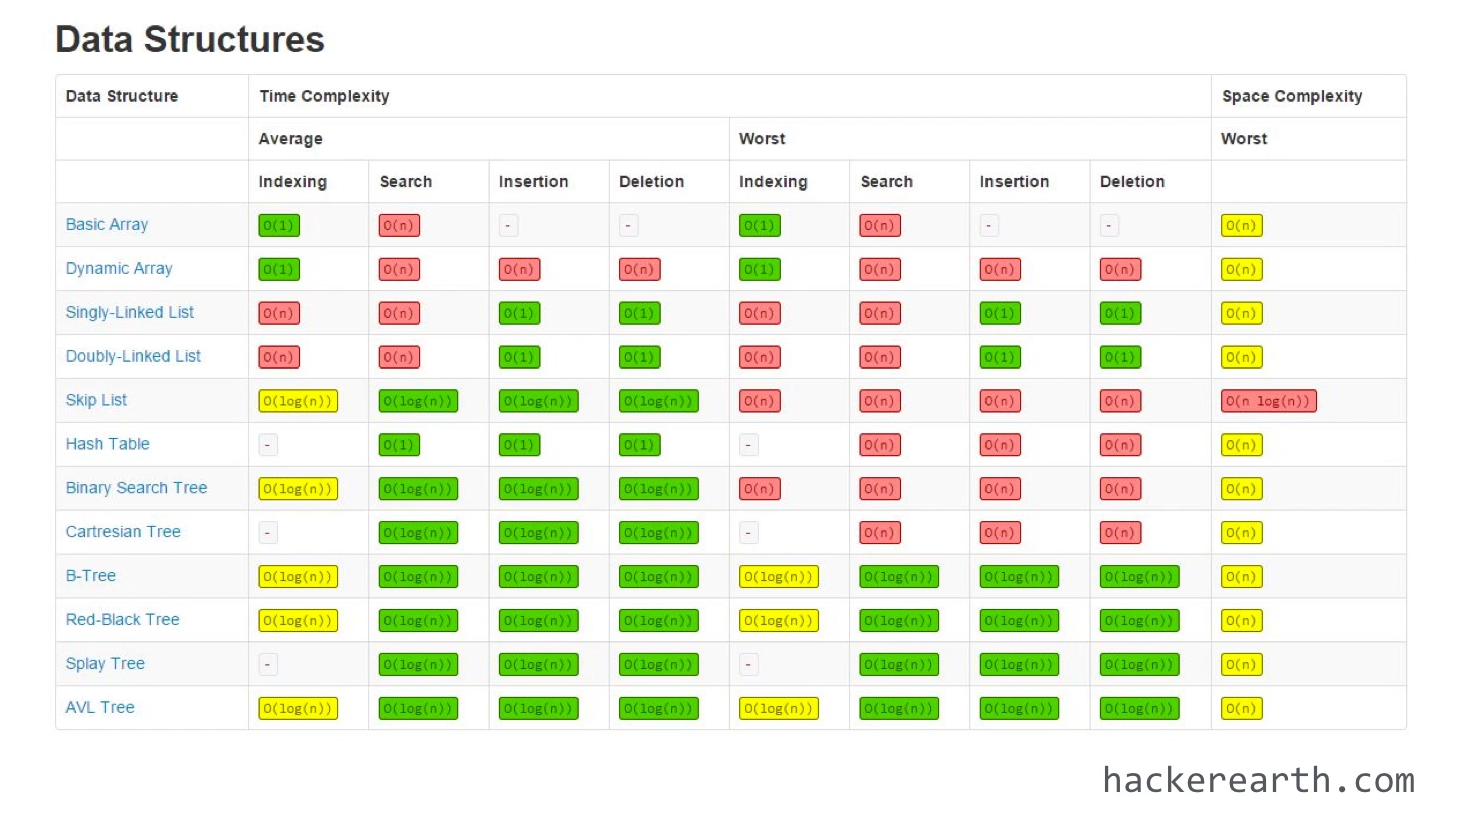 Data Structures
Data Structure Time Complexity Space Complexity
Average Worst Worst
Indexing Search Insertion Deletion Indexing Search Insertion Deletion
Basic Array O(1) O(n) - - O(1) O(n) - - O(n)
Dynamic Array O(1) O(n) O(n) O(n) O(1) O(n) O(n) O(n) O(n)
Singly-Linked List O(n) O(n) O(1) O(1) O(n) O(n) O(1) O(1) O(n)
Doubly-Linked List O(n) O(n) O(1) O(1) O(n) O(n) O(1) O(1) O(n)
Skip List O(log(n)) O(log(n)) O(log(n)) O(log(n)) O(n) O(n) O(n) O(n) O(n log(n))
Hash Table - O(1) O(1) O(1) - O(n) O(n) O(n) O(n)
Binary Search Tree O(log(n)) O(log(n)) O(log(n)) O(log(n)) O(n) O(n) O(n) O(n) O(n)
Cartresian Tree - O(log(n)) O(log(n)) O(log(n)) - O(n) O(n) O(n) O(n)
B-Tree O(log(n)) O(log(n)) O(log(n)) O(log(n)) O(log(n)) O(log(n)) O(log(n)) O(log(n)) O(n)
Red-Black Tree O(log(n)) O(log(n)) O(log(n)) O(log(n)) O(log(n)) O(log(n)) O(log(n)) O(log(n)) O(n)
Splay Tree - O(log(n)) O(log(n)) O(log(n)) - O(log(n)) O(log(n)) O(log(n)) O(n)
AVL Tree O(log(n)) O(log(n)) O(log(n)) O(log(n)) O(log(n)) O(log(n)) O(log(n)) O(log(n)) O(n)
hackerearth.com